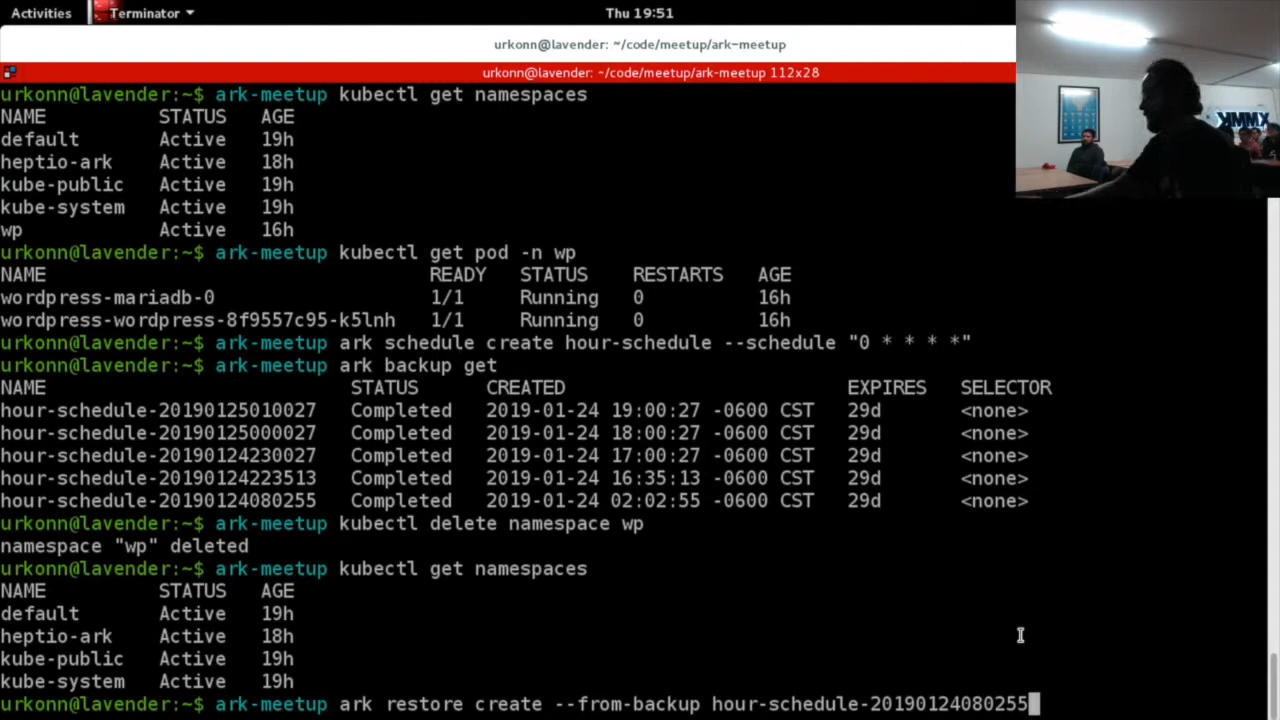 Activities Terminator Thu 19:51
urkonn@lavender: ~/code/meetup/ark-meetup
urkonn@lavender: ~/code/meetup/ark-meetup 112x28
urkonn@lavender:~$ ark-meetup kubectl get namespaces
NAME STATUS AGE
default Active 19h
heptio-ark Active 18h
kube-public Active 19h
kube-system Active 19h
wp Active 16h
urkonn@lavender:~$ ark-meetup kubectl get pod -n wp
NAME READY STATUS RESTARTS AGE
wordpress-mariadb-0 1/1 Running 0 16h
wordpress-wordpress-8f9557c95-k5lnh 1/1 Running 0 16h
urkonn@lavender:~$ ark-meetup ark schedule create hour-schedule --schedule "0 * * * *"
urkonn@lavender:~$ ark-meetup ark backup get
NAME STATUS CREATED EXPIRES SELECTOR
hour-schedule-20190125010027 Completed 2019-01-24 19:00:27 -0600 CST 29d <none>
hour-schedule-20190125000027 Completed 2019-01-24 18:00:27 -0600 CST 29d <none>
hour-schedule-20190124230027 Completed 2019-01-24 17:00:27 -0600 CST 29d <none>
hour-schedule-20190124223513 Completed 2019-01-24 16:35:13 -0600 CST 29d <none>
hour-schedule-20190124080255 Completed 2019-01-24 02:02:55 -0600 CST 29d <none>
urkonn@lavender:~$ ark-meetup kubectl delete namespace wp
namespace "wp" deleted
urkonn@lavender:~$ ark-meetup kubectl get namespaces
NAME STATUS AGE
default Active 19h
heptio-ark Active 18h
kube-public Active 19h
kube-system Active 19h
urkonn@lavender:~$ ark-meetup ark restore create --from-backup hour-schedule-20190124080255